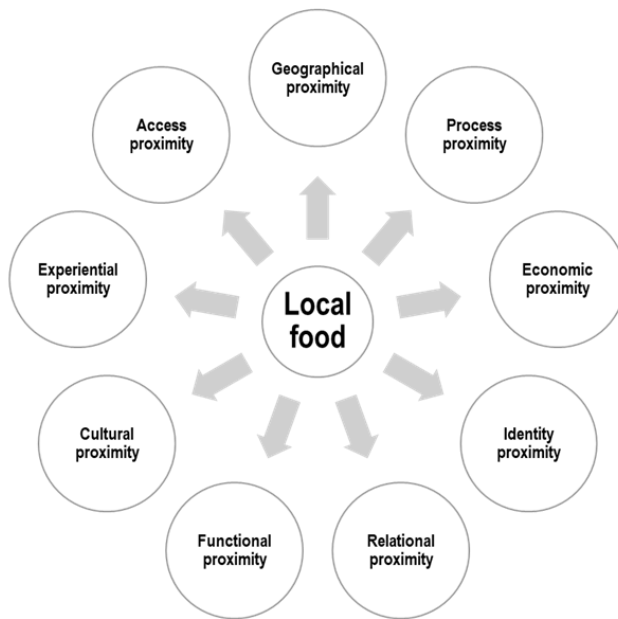 Geographical
proximity
Process
proximity
Economic
proximity
Identity
proximity
Relational
proximity
Functional
proximity
Cultural
proximity
Experiential
proximity
Access
proximity
Local
food